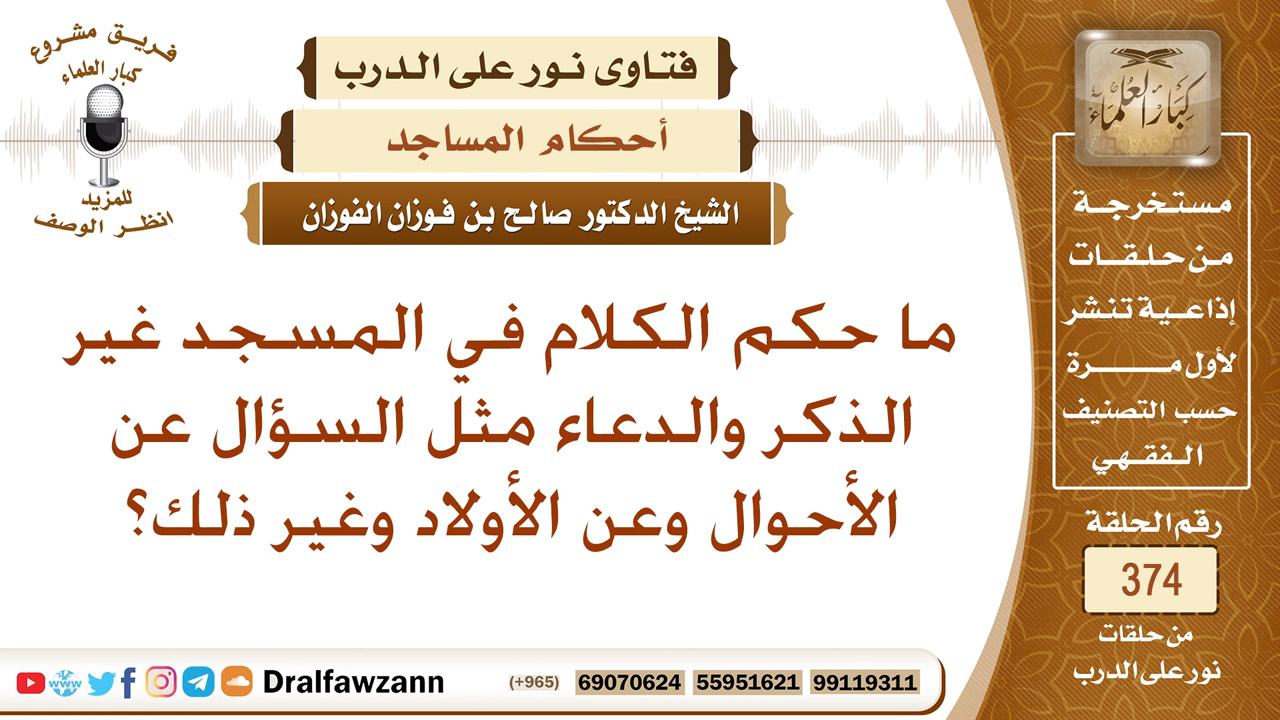 فريق مشروع
كبار العلماء
للمزيد
انظر الوصف
فتاوى نور على الدرب
أحكام المساجد
الشيخ الدكتور صالح بن فوزان الفوزان
ما حكم الكلام في المسجد غير
الذكر والدعاء مثل السؤال عن
الأحوال وعن الأولاد وغير ذلك؟
كبار العلماء
مستخرجة
من حلقات
إذاعية تنشر
لأول مرة
حسب التصنيف
الفقهي
رقم الحلقة
374
من حلقات
نور على الدرب
www
Dralfawzann (+965) 69070624 55951621 99119311